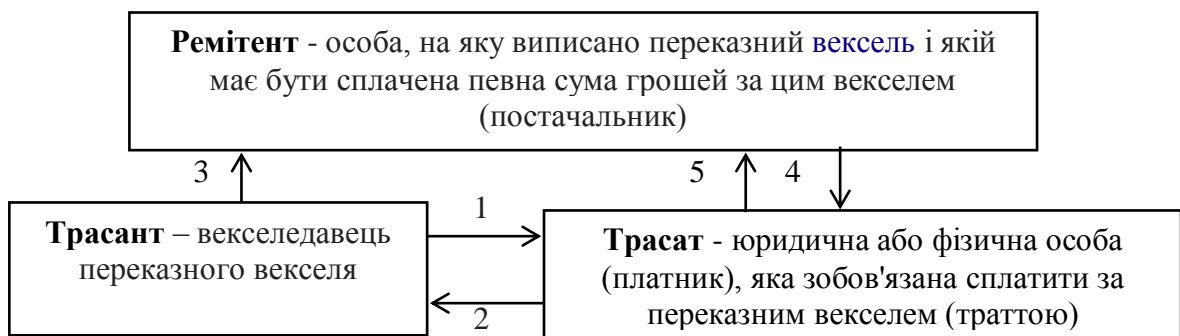 Ремітент - особа, на яку виписано переказний вексель і якій
має бути сплачена певна сума грошей за цим векселем
(постачальник)
3
5
4
1
Трасант – векселедавець
переказного векселя
2
Трасат - юридична або фізична особа
(платник), яка зобов'язана сплатити за
переказним векселем (траттою)